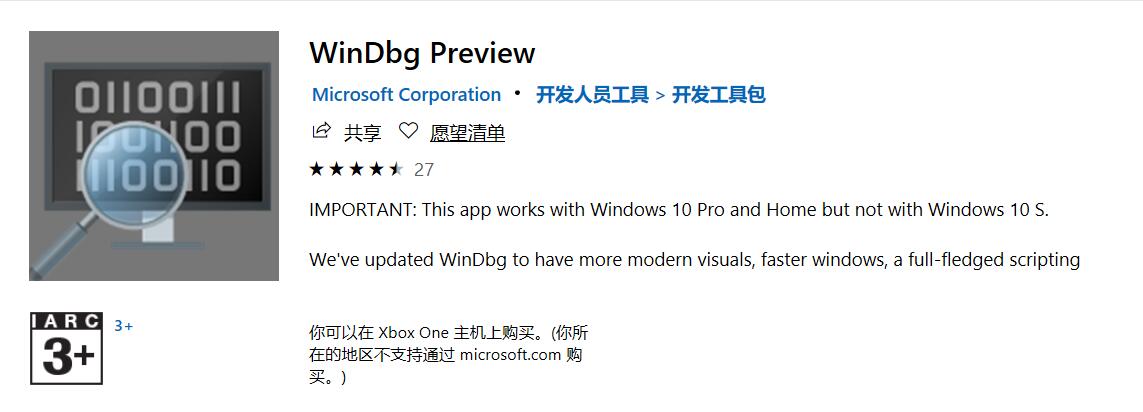 WinDbg Preview
Microsoft Corporation • 开发人员工具 > 开发工具包
共享 愿望清单
27
IMPORTANT: This app works with Windows 10 Pro and Home but not with Windows 10 S.
We've updated WinDbg to have more modern visuals, faster windows, a full-fledged scripting
01100111
1001100
1100110
IARC
3+
3+
你可以在 Xbox One 主机上购买。(你所
在的地区不支持通过 microsoft.com 购
买。)